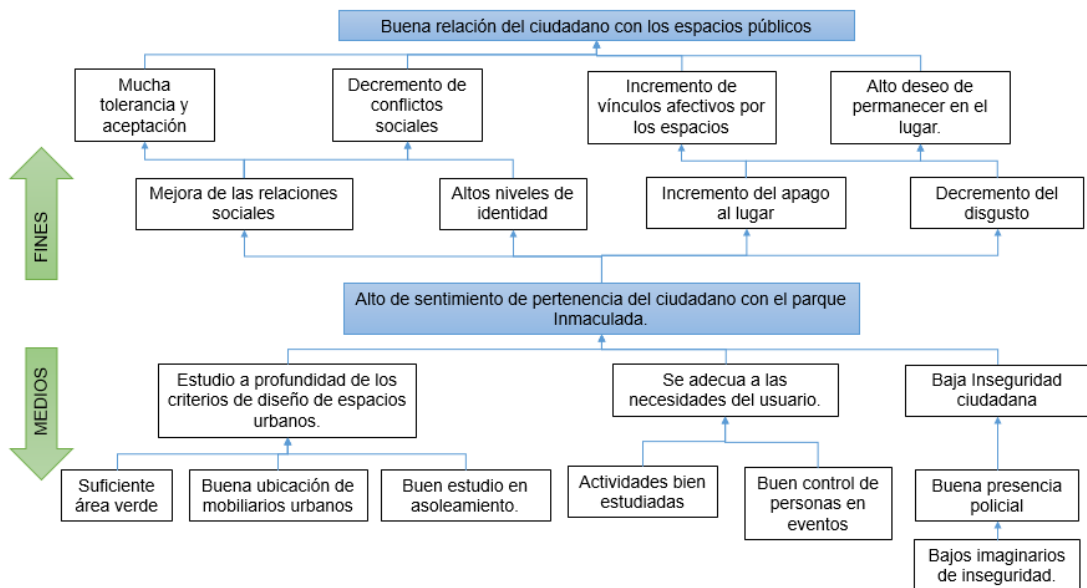 Buena relación del ciudadano con los espacios públicos
Mucha
tolerancia y
aceptación
Decremento de
conflictos
sociales
Incremento de
vínculos afectivos por
los espacios
Alto deseo de
permanecer en el
lugar.
FINES
Mejora de las relaciones
sociales
Altos niveles de
identidad
Incremento del apago
al lugar
Decremento del
disgusto
Alto de sentimiento de pertenencia del ciudadano con el parque
Inmaculada.
MEDIOS
Estudio a profundidad de los
criterios de diseño de espacios
urbanos.
Se adecua a las
necesidades del usuario.
Baja Inseguridad
ciudadana
Suficiente
área verde
Buena ubicación de
mobiliarios urbanos
Buen estudio en
asoleamiento.
Actividades bien
estudiadas
Buen control de
personas en
eventos
Buena presencia
policial
Bajos imaginarios
de inseguridad.